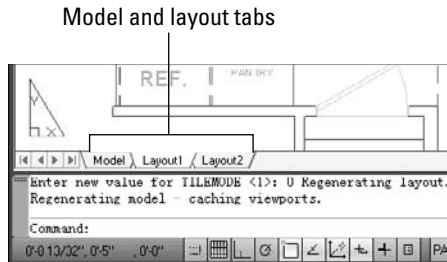 Model and layout tabs
REF.
PANTRY
Y
X
Model Layout1 Layout2
Enter new value for TILEMODE <1>: 0 Regenerating layout.
Regenerating model - caching viewports.
Command:
0'-0 13/32", 0'-5" , 0'-0" PA